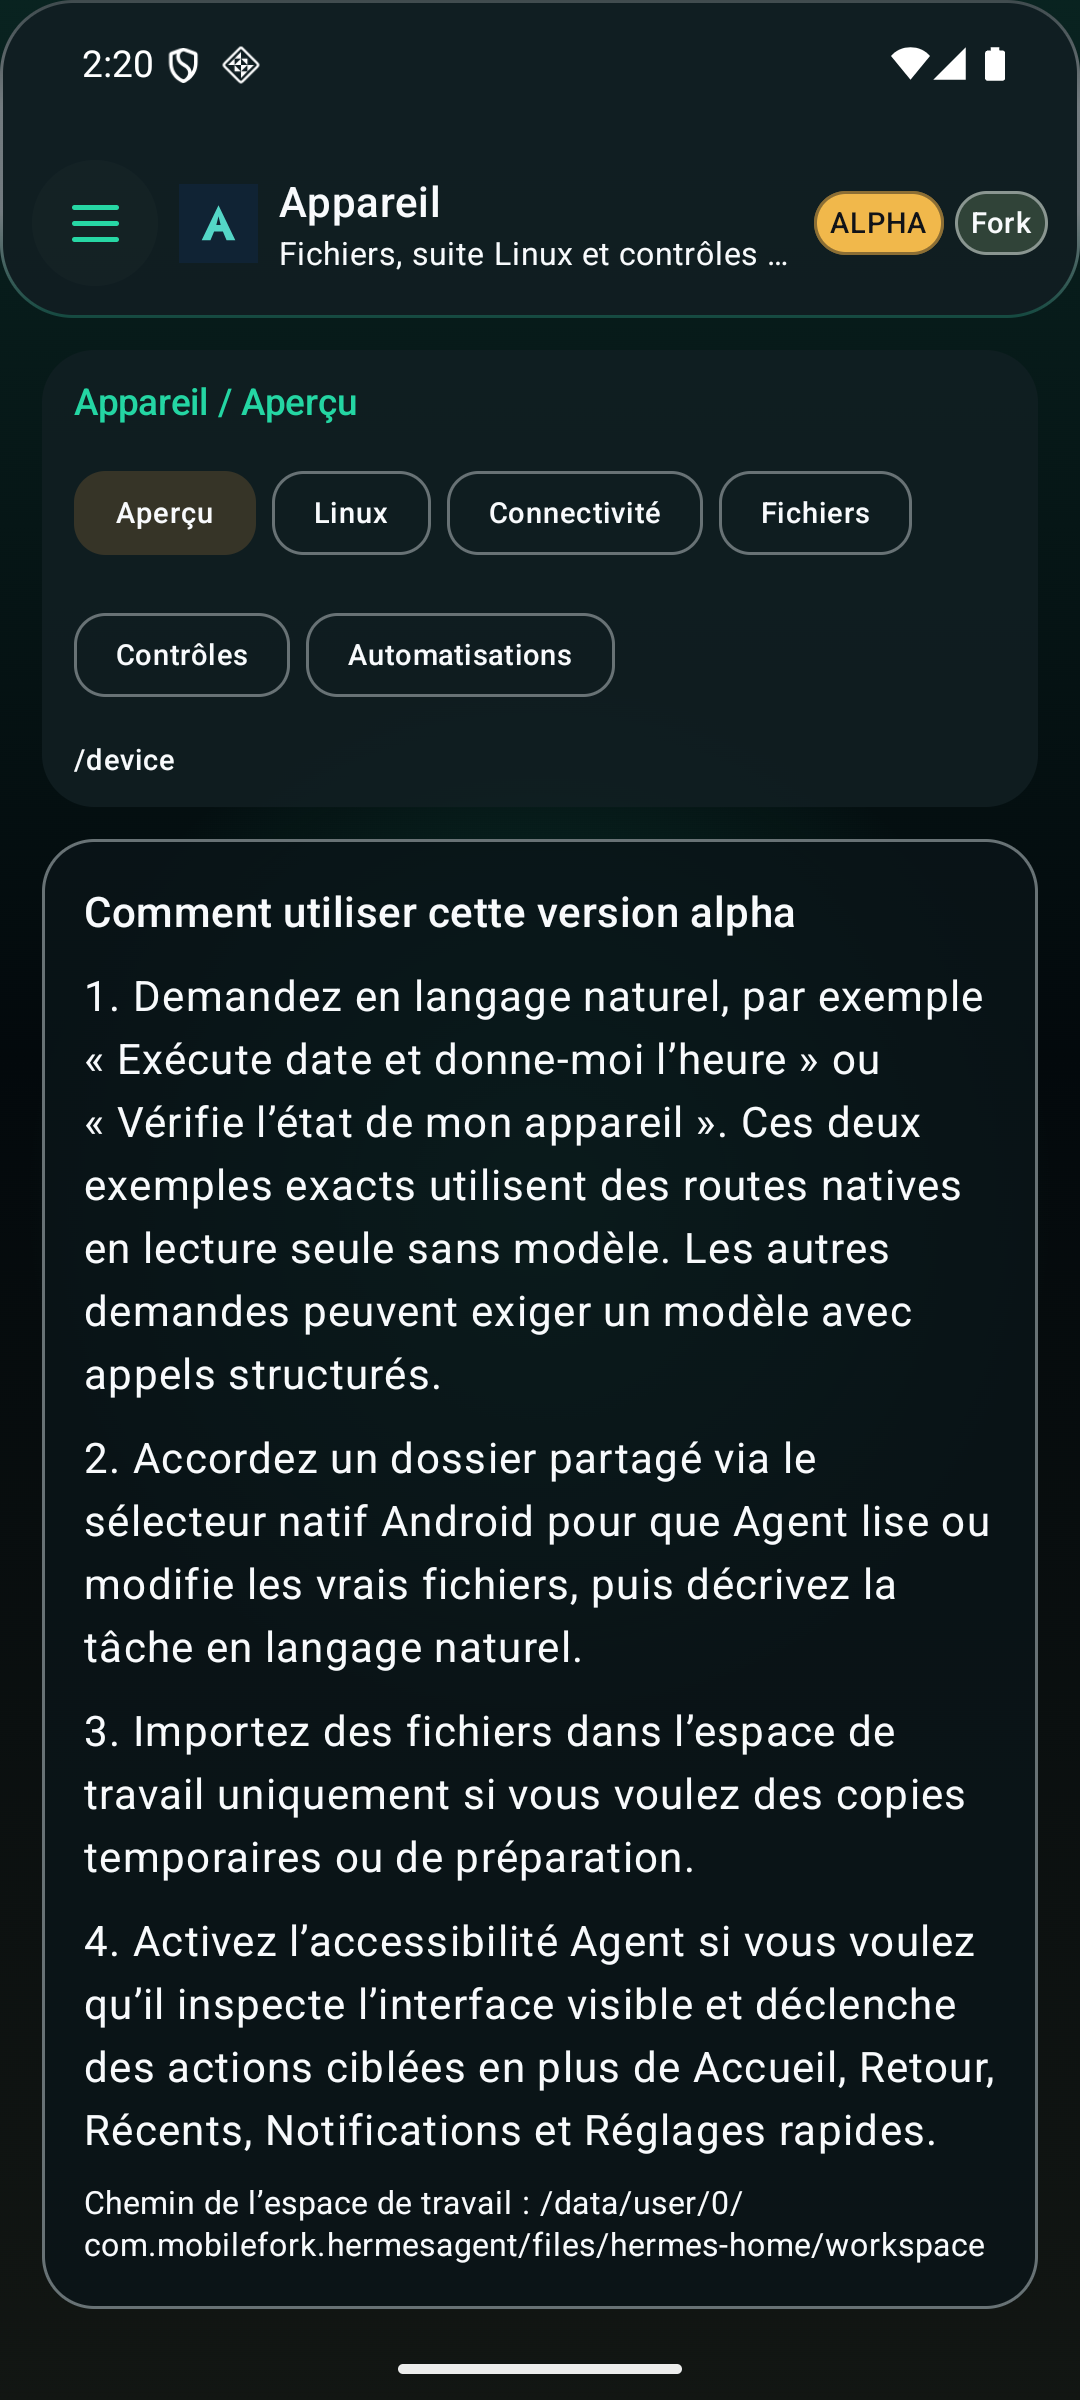 2:20
Appareil
Fichiers, suite Linux et contrôles …
ALPHA
Fork
Appareil / Aperçu
Aperçu
Linux
Connectivité
Fichiers
Contrôles
Automatisations
/device
Comment utiliser cette version alpha
1. Demandez en langage naturel, par exemple
« Exécute date et donne-moi l’heure » ou
« Vérifie l’état de mon appareil ». Ces deux
exemples exacts utilisent des routes natives
en lecture seule sans modèle. Les autres
demandes peuvent exiger un modèle avec
appels structurés.
2. Accordez un dossier partagé via le
sélecteur natif Android pour que Agent lise ou
modifie les vrais fichiers, puis décrivez la
tâche en langage naturel.
3. Importez des fichiers dans l’espace de
travail uniquement si vous voulez des copies
temporaires ou de préparation.
4. Activez l’accessibilité Agent si vous voulez
qu’il inspecte l’interface visible et déclenche
des actions ciblées en plus de Accueil, Retour,
Récents, Notifications et Réglages rapides.
Chemin de l’espace de travail : /data/user/0/
com.mobilefork.hermesagent/files/hermes-home/workspace